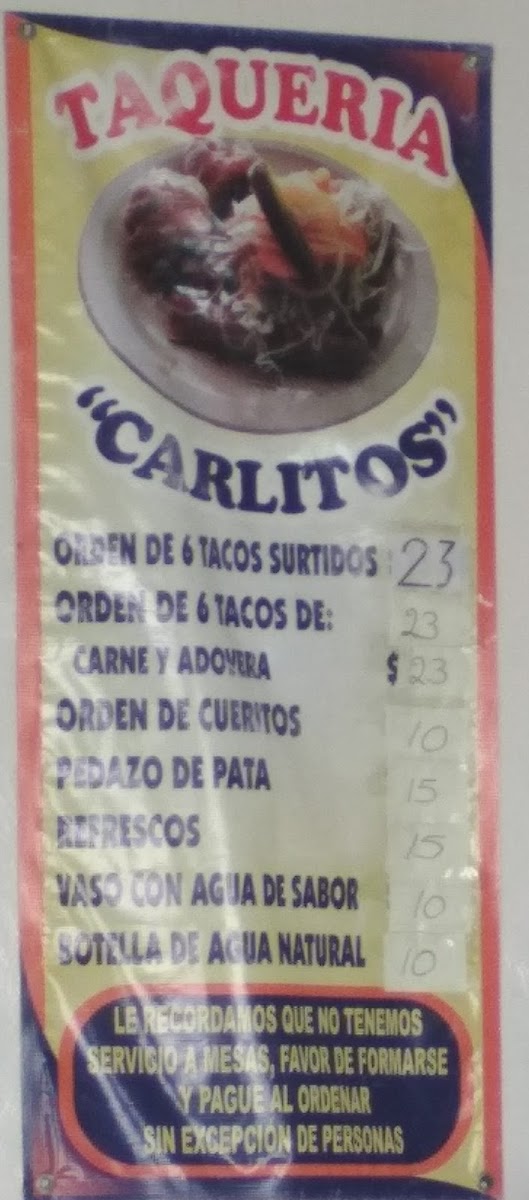 TAQUERIA
"CARLITOS"
ORDEN DE 6 TACOS SURTIDOS : 23
ORDEN DE 6 TACOS DE: 23
CARNE Y ADOVERA $ 23
ORDEN DE CUERITOS 10
PEDAZO DE PATA 15
REFRESCOS 15
VASO CON AGUA DE SABOR 10
BOTELLA DE AGUA NATURAL 10
LE RECORDAMOS QUE NO TENEMOS
SERVICIO A MESAS, FAVOR DE FORMARSE
Y PAGUE AL ORDENAR
SIN EXCEPCION DE PERSONAS